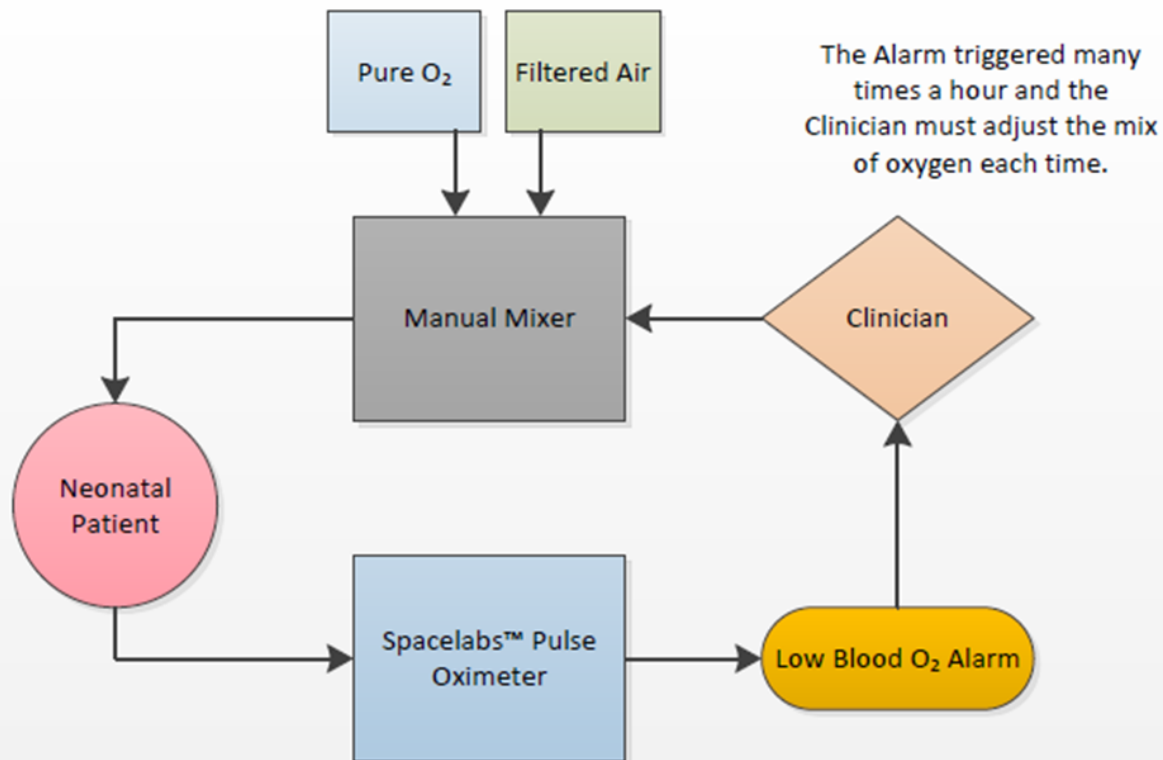 Pure O₂
Filtered Air
The Alarm triggered many
times a hour and the
Clinician must adjust the mix
of oxygen each time.
Manual Mixer
Clinician
Neonatal
Patient
Spacelabs™ Pulse
Oximeter
Low Blood O₂ Alarm